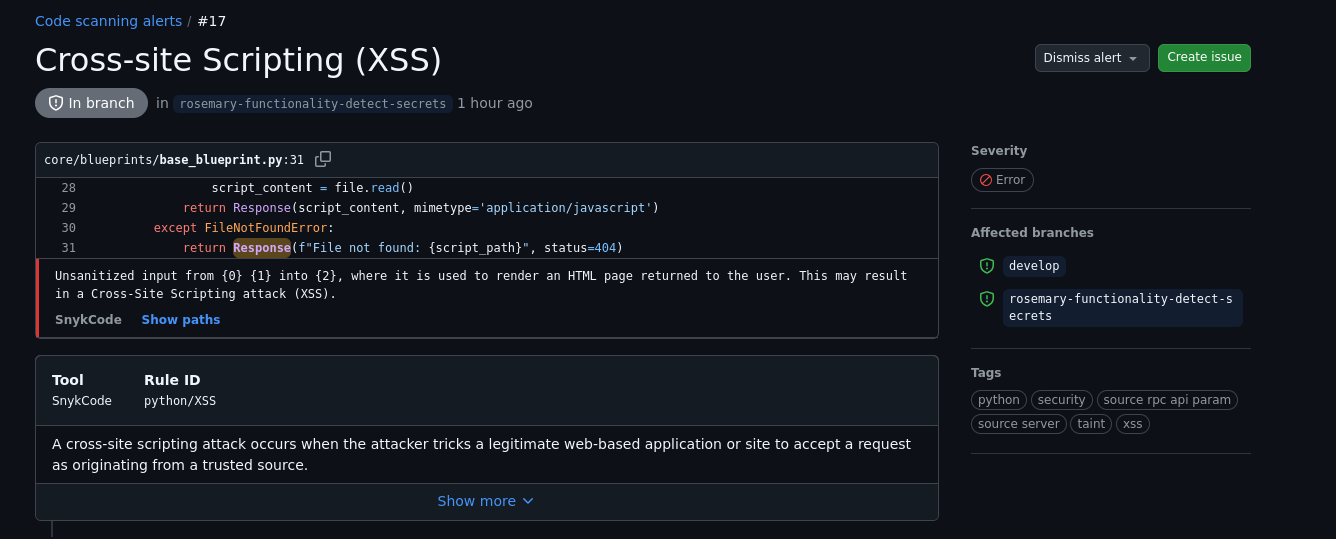 Code scanning alerts / #17
Cross-site Scripting (XSS)
Dismiss alert
Create issue
In branch in rosemary-functionality-detect-secrets 1 hour ago
core/blueprints/base_blueprint.py:31
28 script_content = file.read()
29 return Response(script_content, mimetype='application/javascript')
30 except FileNotFoundError:
31 return Response(f"File not found: {script_path}", status=404)
Unsanitized input from {0} {1} into {2}, where it is used to render an HTML page returned to the user. This may result
in a Cross-Site Scripting attack (XSS).
SnykCode Show paths
Tool Rule ID
SnykCode python/XSS
A cross-site scripting attack occurs when the attacker tricks a legitimate web-based application or site to accept a request
as originating from a trusted source.
Show more
Severity
Error
Affected branches
develop
rosemary-functionality-detect-s
ecrets
Tags
python security source rpc api param
source server taint xss